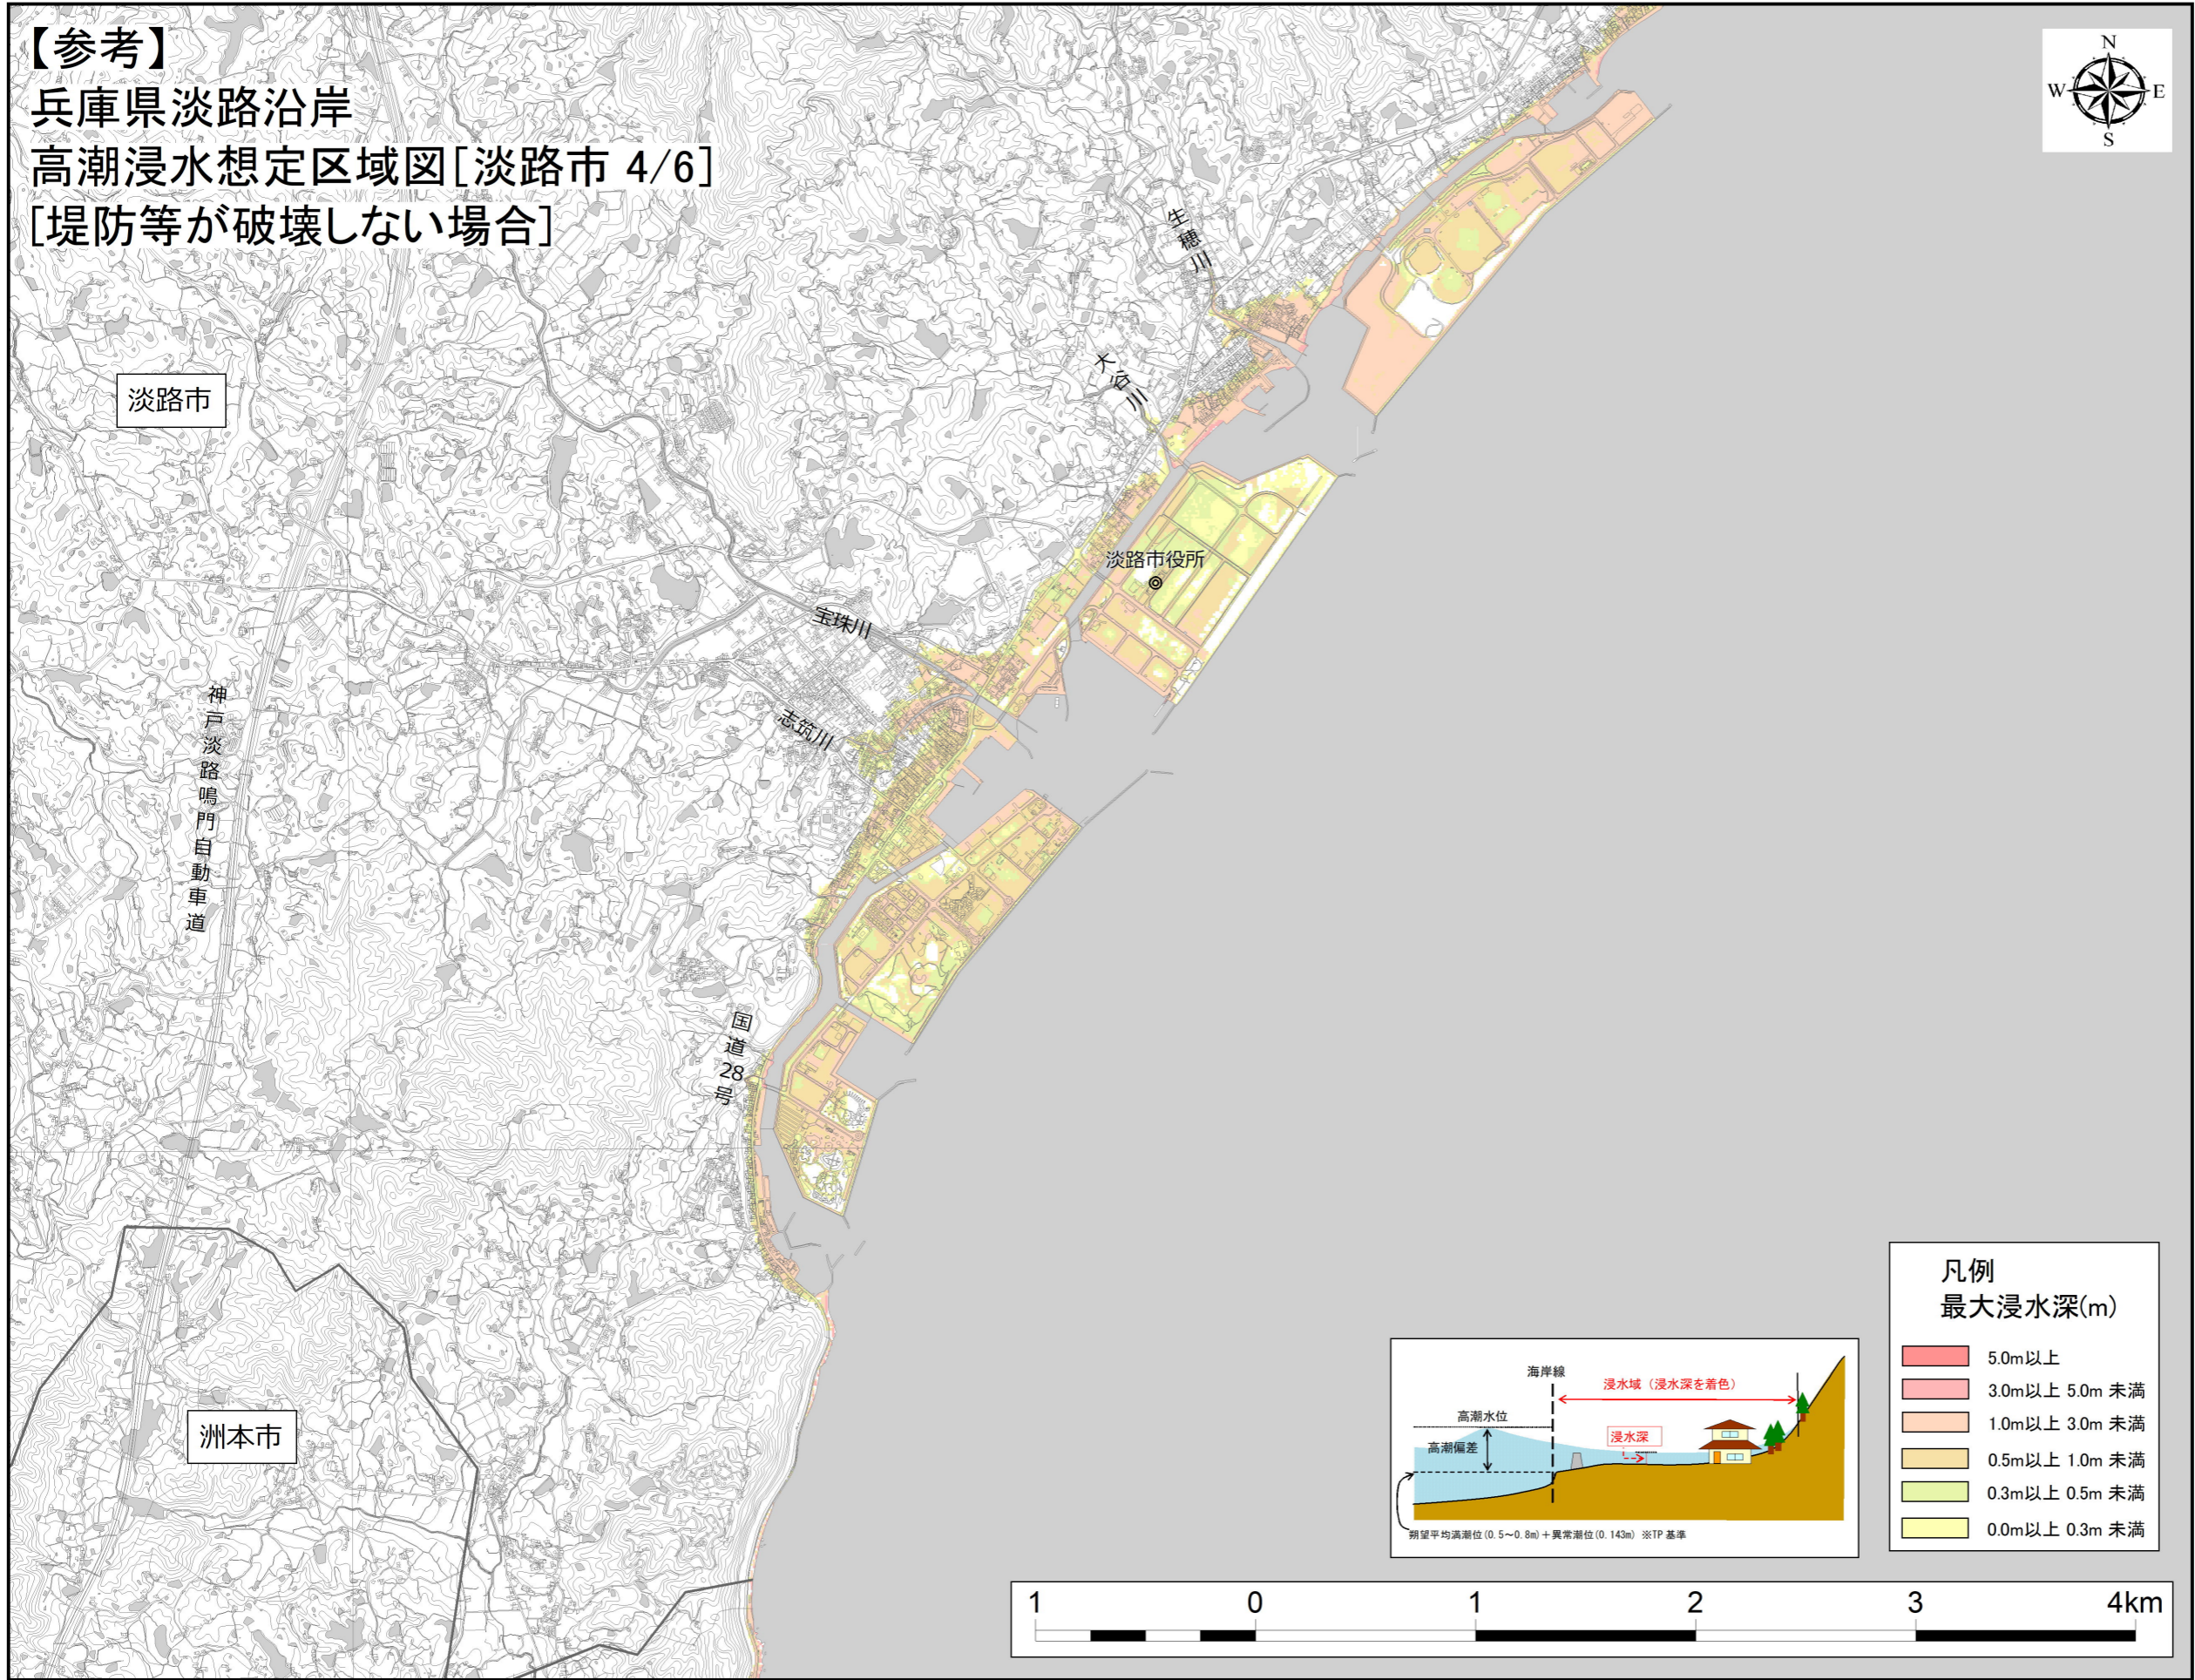 【参考】
兵庫県淡路沿岸
高潮浸水想定区域図[淡路市 4/6]
[堤防等が破壊しない場合]
N
W
E
S
生穂川
大谷川
淡路市
淡路市役所
宝珠川
志筑川
神戸淡路鳴門自動車道
国道28号
洲本市
凡例
最大浸水深(m)
5.0m以上
3.0m以上 5.0m 未満
1.0m以上 3.0m 未満
0.5m以上 1.0m 未満
0.3m以上 0.5m 未満
0.0m以上 0.3m 未満
海岸線
浸水域（浸水深を着色）
高潮水位
高潮偏差
浸水深
朔望平均満潮位(0.5～0.8m)＋異常潮位(0.143m) ※TP基準
1 0 1 2 3 4km